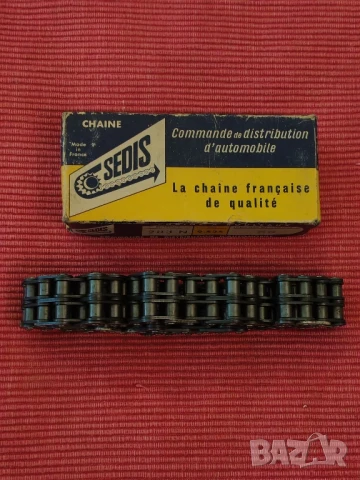 CHAINE
"Made
in
France"
SEDIS
Commande de distribution
d'automobile
La chaine française
de qualité
BAZAR